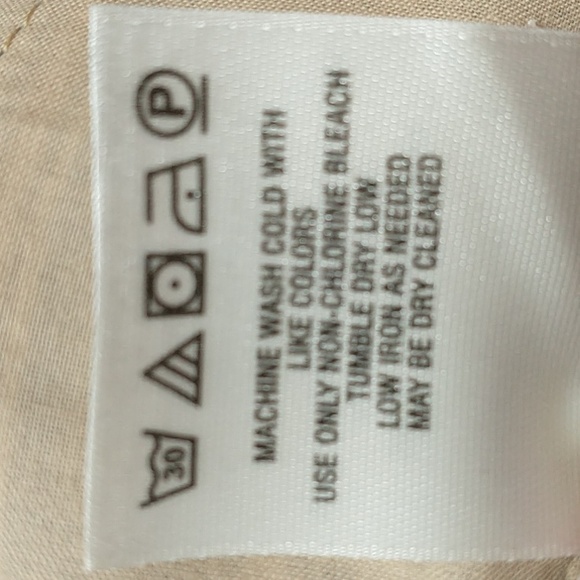 30 P
MACHINE WASH COLD WITH
LIKE COLORS
USE ONLY NON-CHLORINE BLEACH
TUMBLE DRY LOW
LOW IRON AS NEEDED
MAY BE DRY CLEANED